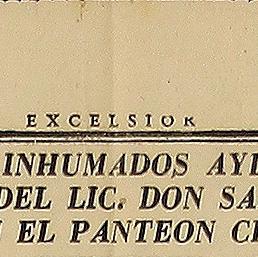 EXCELSIOR
INHUMADOS
DEL LIC. DON
EL PANTEON